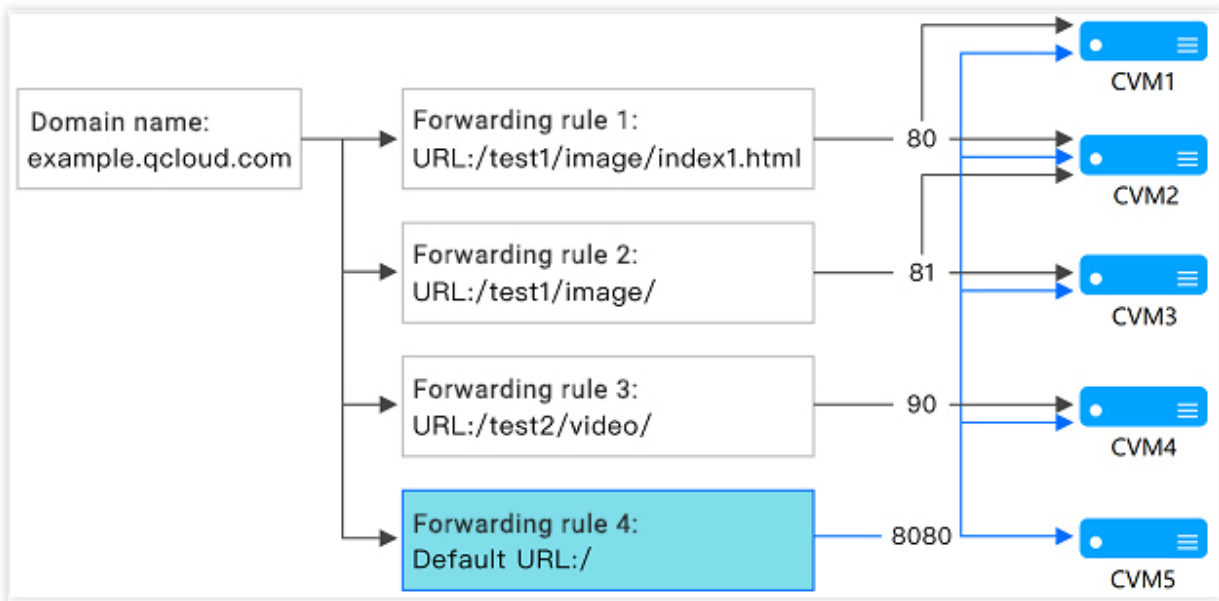 Domain name:
example.qcloud.com
Forwarding rule 1:
URL:/test1/image/index1.html
80
CVM1
CVM2
Forwarding rule 2:
URL:/test1/image/
81
CVM3
Forwarding rule 3:
URL:/test2/video/
90
CVM4
Forwarding rule 4:
Default URL:/
8080
CVM5